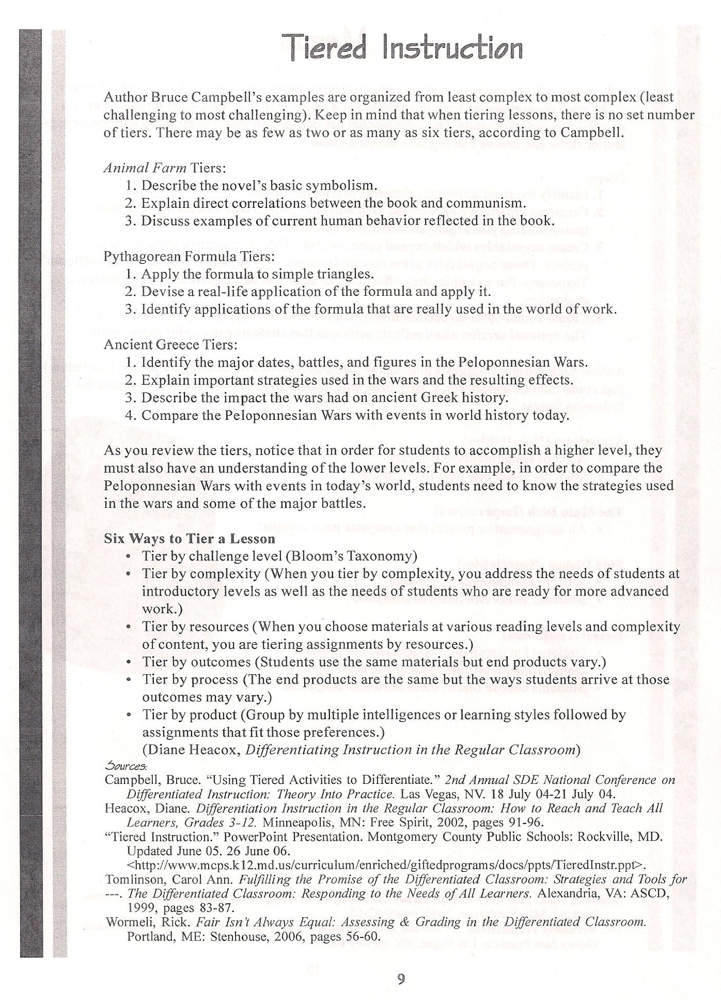 Tiered Instruction
Author Bruce Campbell's examples are organized from least complex to most complex (least
challenging to most challenging). Keep in mind that when tiering lessons, there is no set number
of tiers. There may be as few as two or as many as six tiers, according to Campbell.
Animal Farm Tiers:
1. Describe the novel's basic symbolism.
2. Explain direct correlations between the book and communism.
3. Discuss examples of current human behavior reflected in the book.
Pythagorean Formula Tiers:
1. Apply the formula to simple triangles.
2. Devise a real-life application of the formula and apply it.
3. Identify applications of the formula that are really used in the world of work.
Ancient Greece Tiers:
1. Identify the major dates, battles, and figures in the Peloponnesian Wars.
2. Explain important strategies used in the wars and the resulting effects.
3. Describe the impact the wars had on ancient Greek history.
4. Compare the Peloponnesian Wars with events in world history today.
As you review the tiers, notice that in order for students to accomplish a higher level, they
must also have an understanding of the lower levels. For example, in order to compare the
Peloponnesian Wars with events in today's world, students need to know the strategies used
in the wars and some of the major battles.
Six Ways to Tier a Lesson
• Tier by challenge level (Bloom's Taxonomy)
• Tier by complexity (When you tier by complexity, you address the needs of students at
introductory levels as well as the needs of students who are ready for more advanced
work.)
• Tier by resources (When you choose materials at various reading levels and complexity
of content, you are tiering assignments by resources.)
• Tier by outcomes (Students use the same materials but end products vary.)
• Tier by process (The end products are the same but the ways students arrive at those
outcomes may vary.)
• Tier by product (Group by multiple intelligences or learning styles followed by
assignments that fit those preferences.)
(Diane Heacox, Differentiating Instruction in the Regular Classroom)
Sources:
Campbell, Bruce. "Using Tiered Activities to Differentiate." 2nd Annual SDE National Conference on
Differentiated Instruction: Theory Into Practice. Las Vegas, NV. 18 July 04-21 July 04.
Heacox, Diane. Differentiation Instruction in the Regular Classroom: How to Reach and Teach All
Learners, Grades 3-12. Minneapolis, MN: Free Spirit, 2002, pages 91-96.
"Tiered Instruction." PowerPoint Presentation. Montgomery County Public Schools: Rockville, MD.
Updated June 05. 26 June 06.
<http://www.mcps.k12.md.us/curriculum/enriched/giftedprograms/docs/ppts/TieredInstr.ppt>.
Tomlinson, Carol Ann. Fulfilling the Promise of the Differentiated Classroom: Strategies and Tools for
---. The Differentiated Classroom: Responding to the Needs of All Learners. Alexandria, VA: ASCD,
1999, pages 83-87.
Wormeli, Rick. Fair Isn't Always Equal: Assessing & Grading in the Differentiated Classroom.
Portland, ME: Stenhouse, 2006, pages 56-60.
9